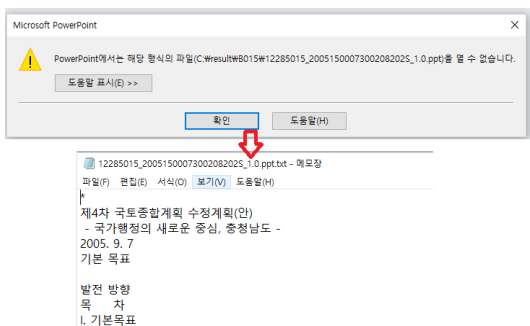 Microsoft PowerPoint
PowerPoint에서는 해당 형식의 파일(C:₩result₩B015₩12285015_2005150007300208202S_1.0.ppt)을 열 수 없습니다.
도움말 표시(E) >>
확인
도움말(H)
12285015_2005150007300208202S_1.0.ppt.txt - 메모장
파일(F) 편집(E) 서식(O) 보기(V) 도움말(H)
*
제4차 국토종합계획 수정계획(안)
- 국가행정의 새로운 중심, 충청남도 -
2005. 9. 7
기본 목표
발전 방향
목 차
I. 기본목표